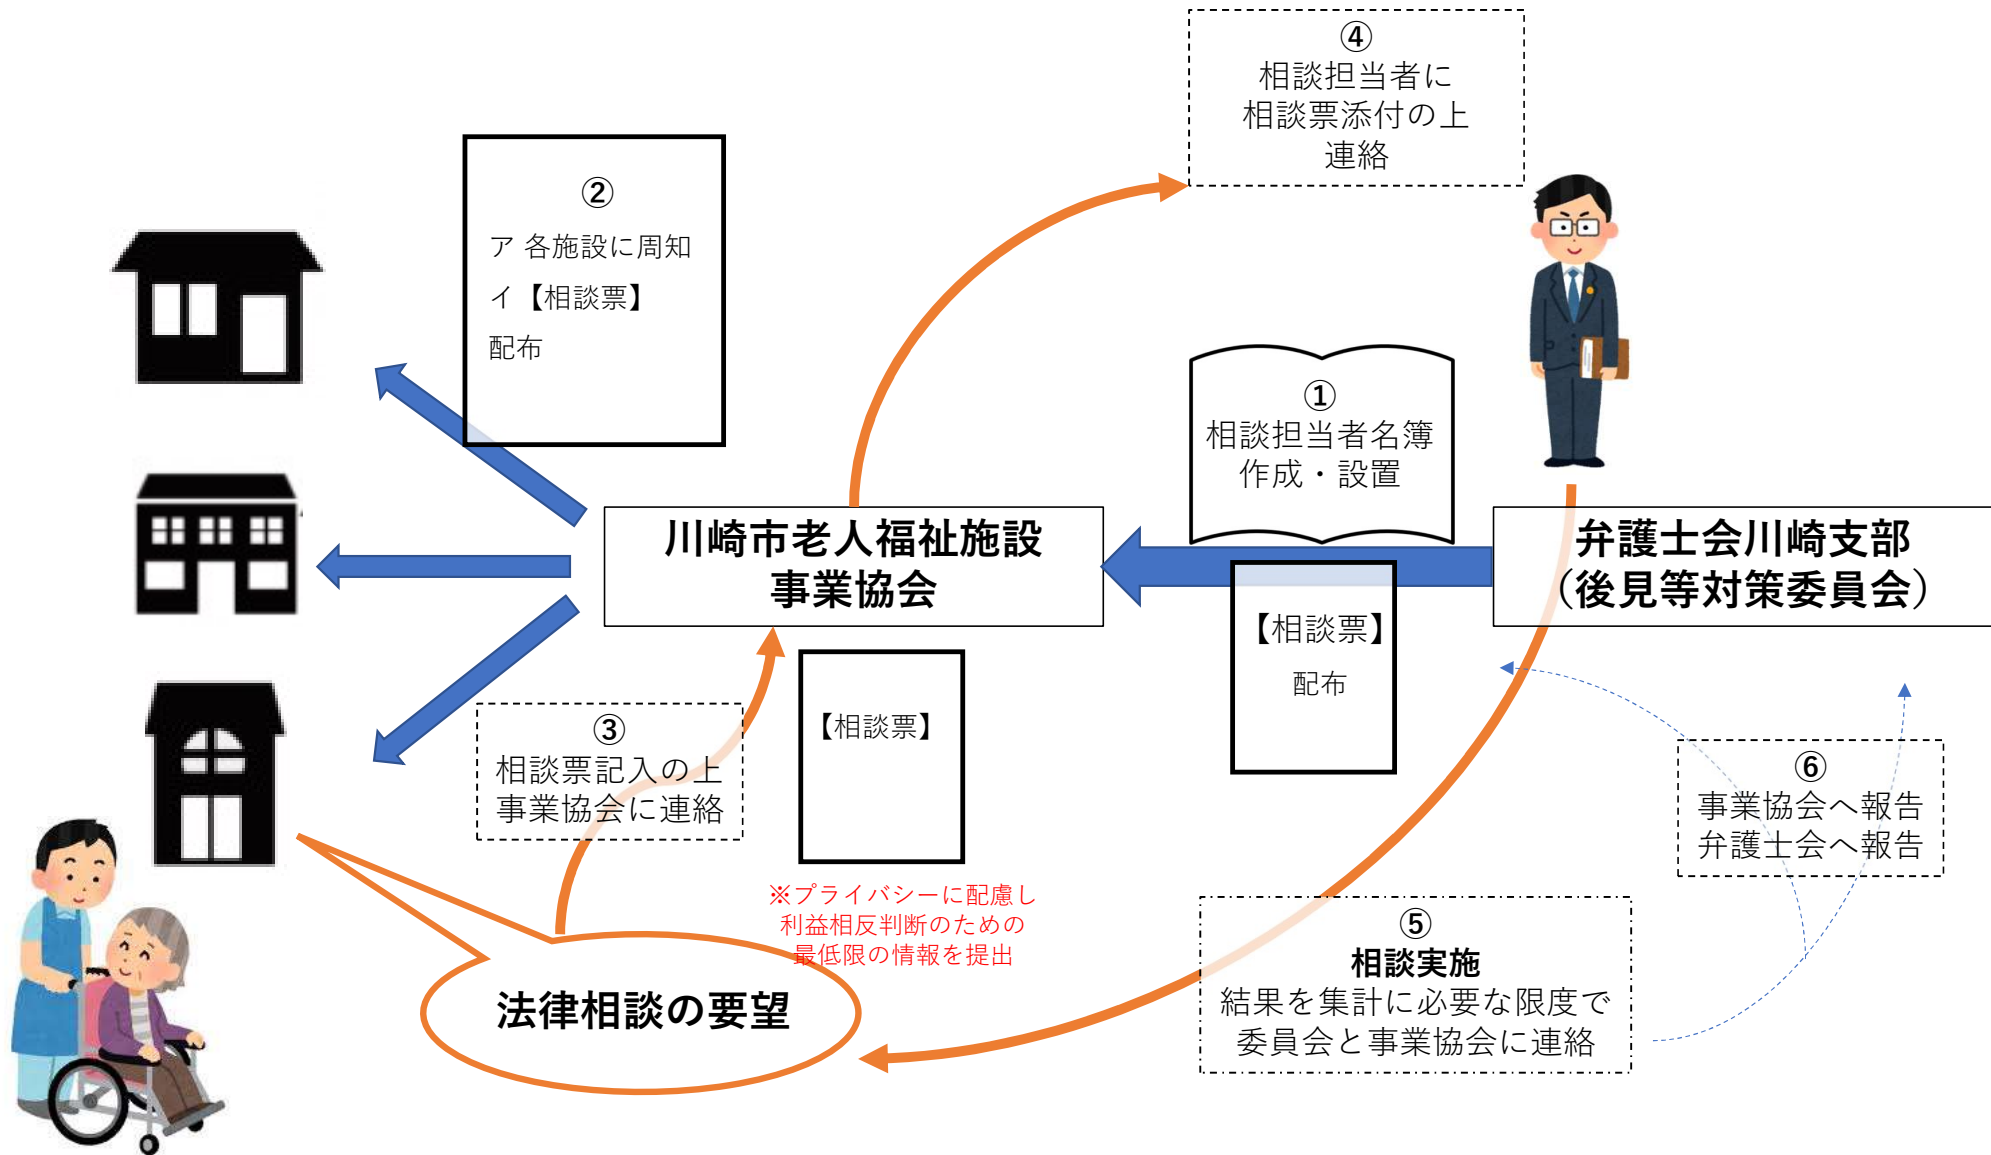 ④
相談担当者に
相談票添付の上
連絡
②
ア 各施設に周知
イ【相談票】
配布
①
相談担当者名簿
作成・設置
川崎市老人福祉施設
事業協会
弁護士会川崎支部
（後見等対策委員会）
【相談票】
配布
③
相談票記入の上
事業協会に連絡
【相談票】
※プライバシーに配慮し
利益相反判断のための
最低限の情報を提出
⑥
事業協会へ報告
弁護士会へ報告
⑤
相談実施
結果を集計に必要な限度で
委員会と事業協会に連絡
法律相談の要望